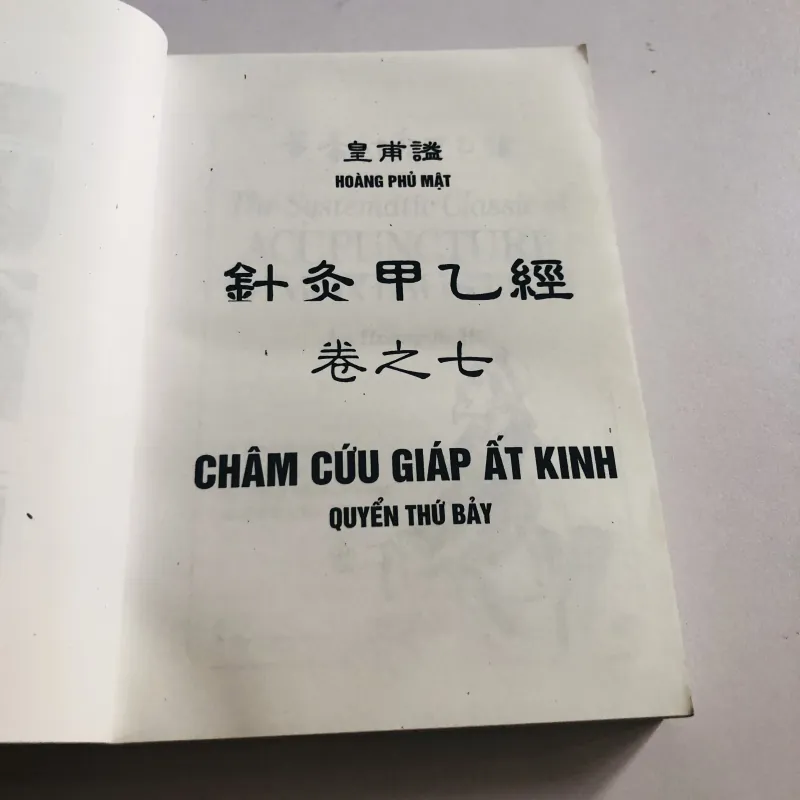 皇甫謐
HOÀNG PHỦ MẬT
針灸甲乙經
卷之七
CHÂM CỨU GIÁP ẤT KINH
QUYỂN THỨ BẢY